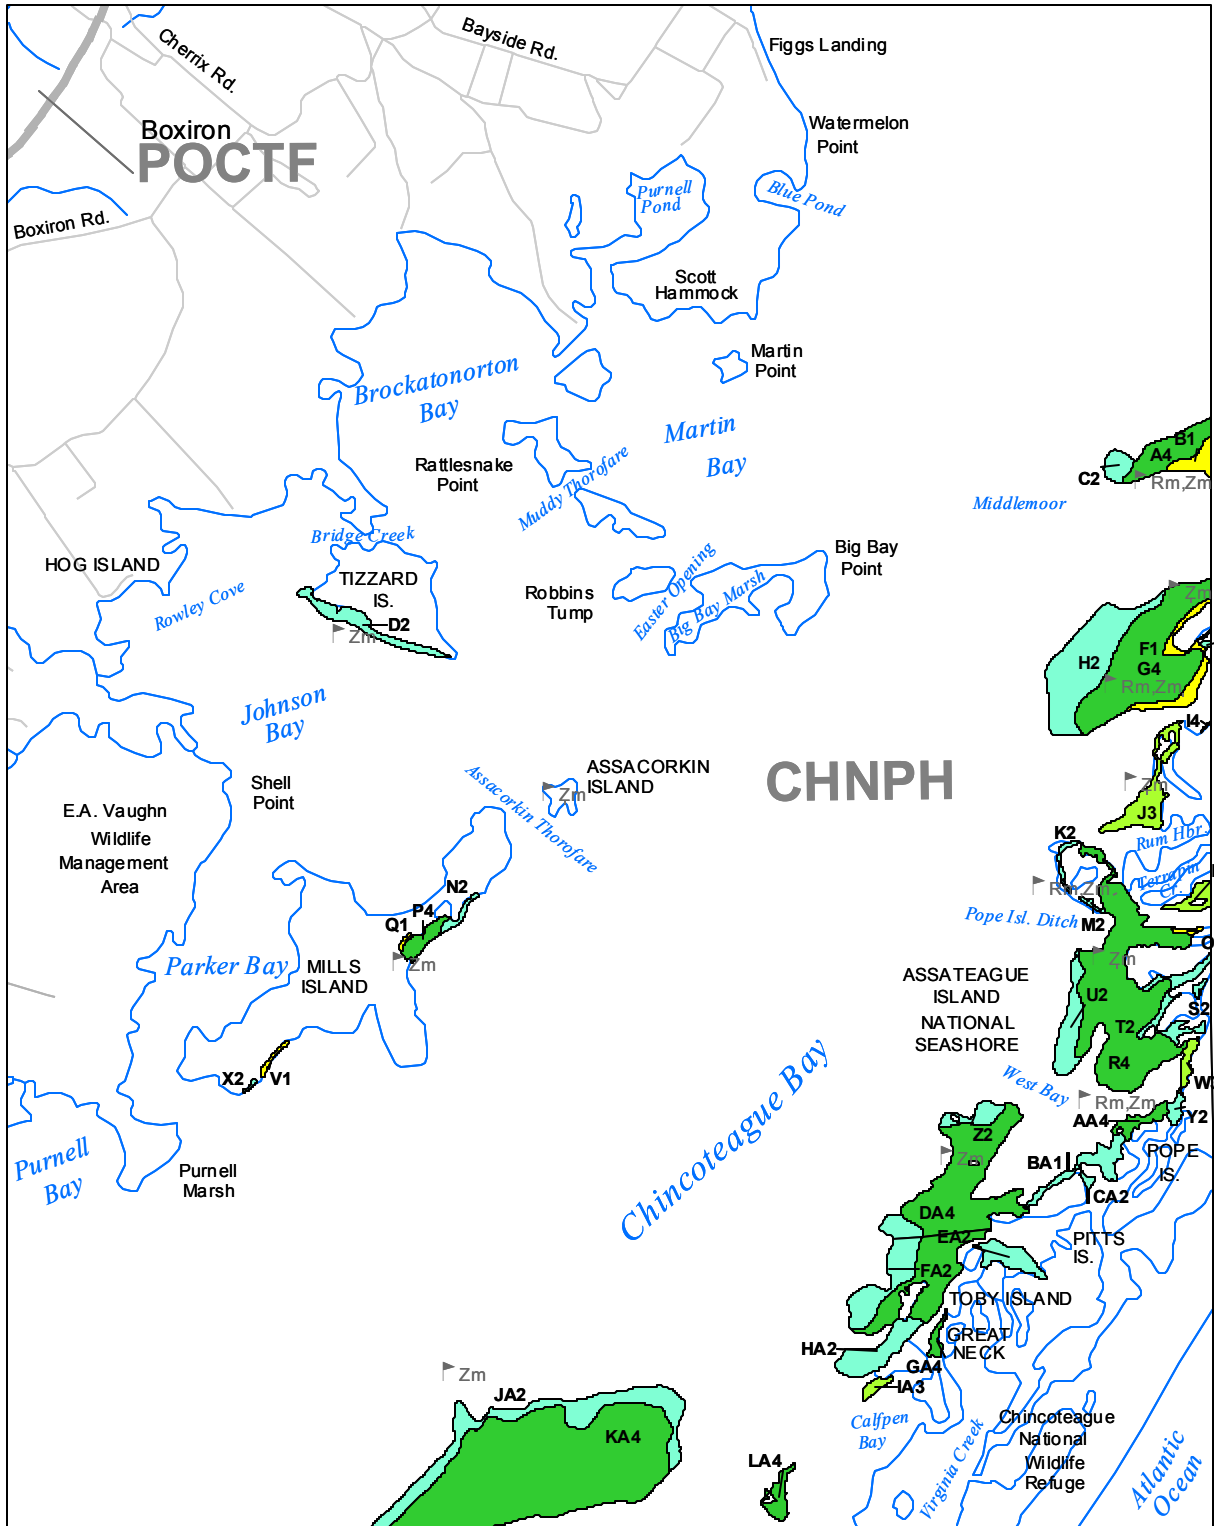 Cherrix Rd.
Bayside Rd.
Figgs Landing
Boxiron
POCTF
Watermelon
Point
Purnell
Pond
Blue Pond
Boxiron Rd.
Scott
Hammock
Martin
Point
Brockatonorton
Bay
Martin
Bay
Rattlesnake
Point
Muddy Thorofare
B1
A4
C2
Rm,Zm
Middlemoor
Bridge Creek
HOG ISLAND
TIZZARD
IS.
Rowley Cove
D2
Zm
Robbins
Tump
Easter Opening
Big Bay Marsh
Big Bay
Point
Zm
F1
H2
G4
Rm,Zm
Johnson
Bay
I4
Shell
Point
Assacorkin Thorofare
Zm
ASSACORKIN
ISLAND
CHNPH
Zm
J3
E.A. Vaughn
Wildlife
Management
Area
K2
Rum Hbr.
Terrapin
Cr.
Rm,Zm
N2
P4
Q1
Zm
Pope Isl. Ditch
M2
Zm
Parker Bay
MILLS
ISLAND
ASSATEAGUE
ISLAND
NATIONAL
SEASHORE
U2
S2
T2
R4
X2
V1
Chincoteague Bay
West Bay
Rm,Zm
AA4
Y2
Purnell
Bay
Purnell
Marsh
Z2
Zm
BA1
POPE
IS.
CA2
DA4
EA2
PITTS
IS.
FA2
TOBY ISLAND
HA2
GREAT
NECK
GA4
IA3
Zm
JA2
KA4
Calfpen
Bay
Virginia Creek
Chincoteague
National
Wildlife
Refuge
LA4
Atlantic
Ocean